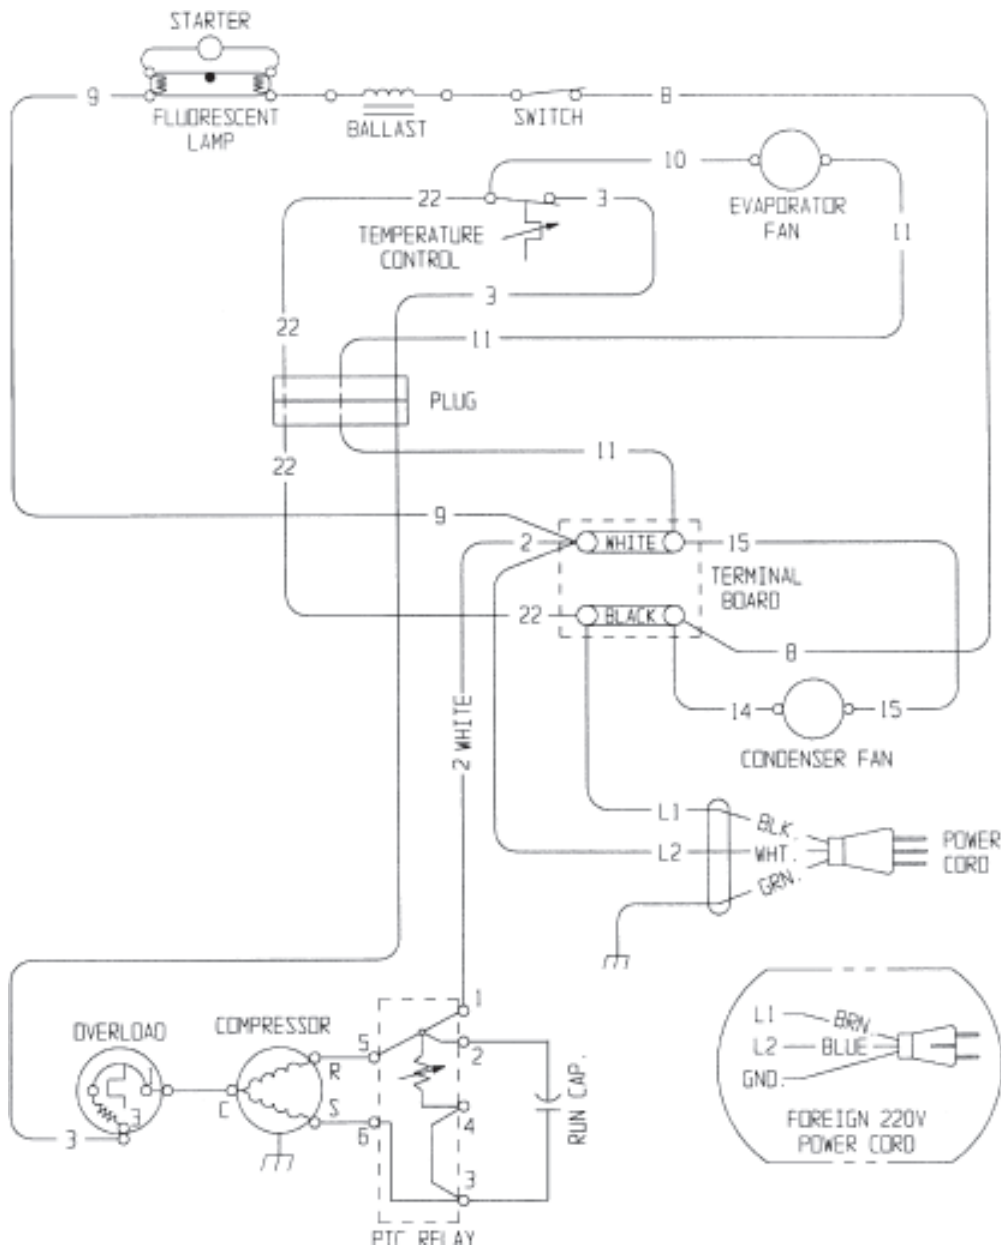 STARTER
9
8
FLUORESCENT
LAMP
BALLAST
SWITCH
10
22
3
EVAPORATOR
FAN
TEMPERATURE
CONTROL
11
3
22
11
PLUG
11
22
9
2
WHITE
15
TERMINAL
BOARD
22
BLACK
8
14
15
2 WHITE
CONDENSER FAN
L1
BLK.
L2
WHT.
GRN.
POWER
CORD
1
OVERLOAD
COMPRESSOR
5
2
L1
BRN.
L2
BLUE
GND.
1
R
C
S
3
3
6
4
RUN CAP.
3
FOREIGN 220V
POWER CORD
PTC RELAY